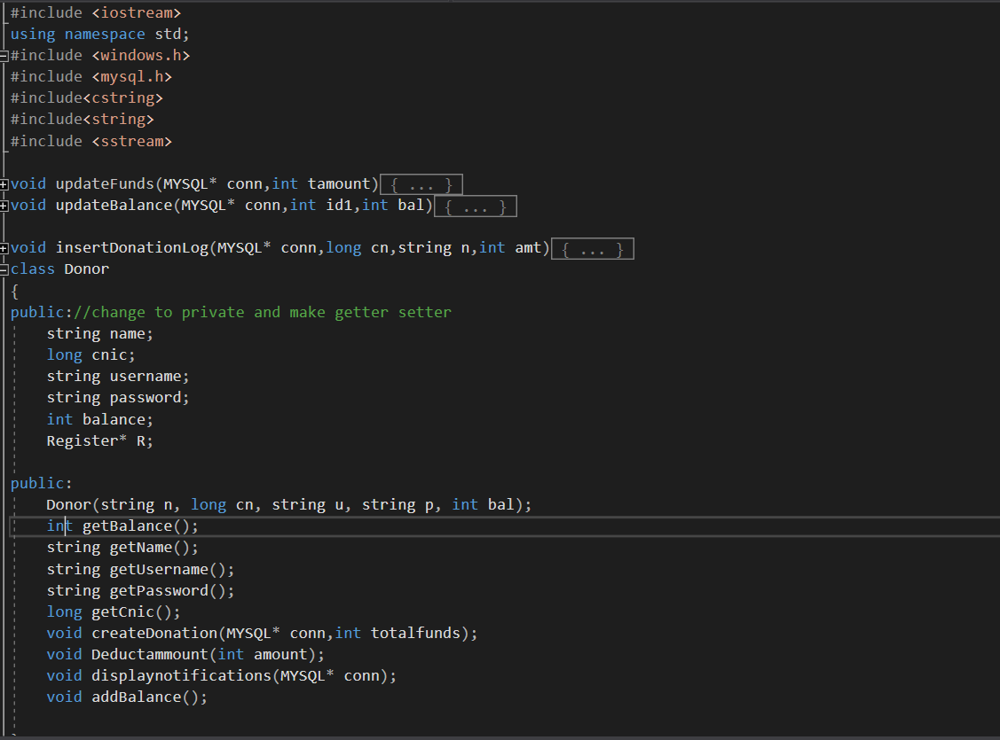 #include <iostream>
using namespace std;
#include <windows.h>
#include <mysql.h>
#include<cstring>
#include<string>
#include <sstream>
void updateFunds(MYSQL* conn,int tamount){ ... }
void updateBalance(MYSQL* conn,int id1,int bal){ ... }
void insertDonationLog(MYSQL* conn,long cn,string n,int amt){ ... }
class Donor
{
public://change to private and make getter setter
string name;
long cnic;
string username;
string password;
int balance;
Register* R;
public:
Donor(string n, long cn, string u, string p, int bal);
int getBalance();
string getName();
string getUsername();
string getPassword();
long getCnic();
void createDonation(MYSQL* conn,int totalfunds);
void Deductammount(int amount);
void displaynotifications(MYSQL* conn);
void addBalance();